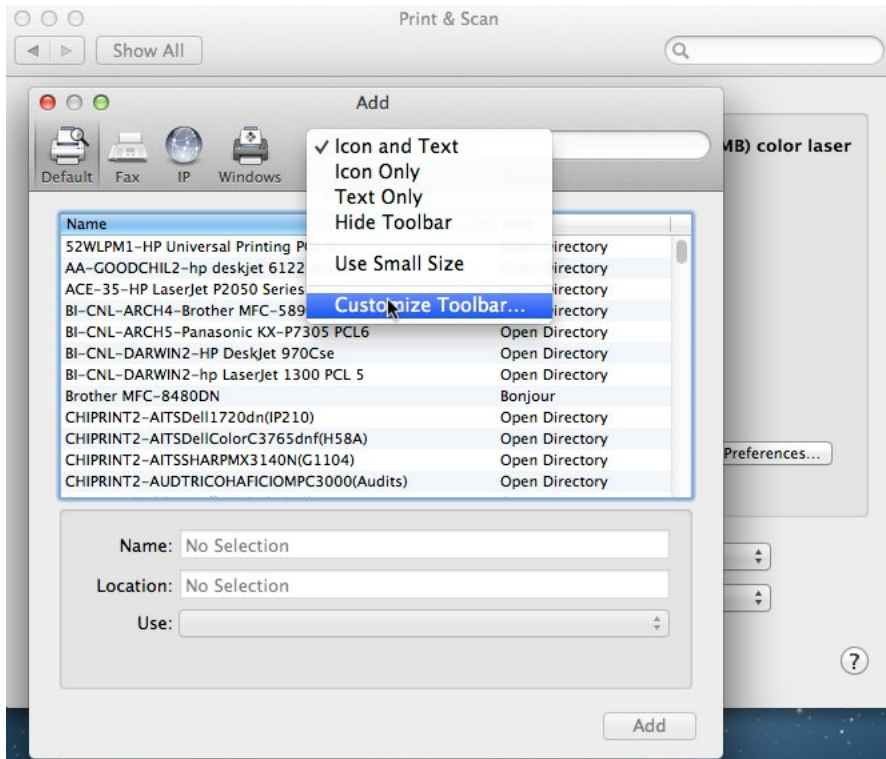 Print & Scan
Show All
Add
Default Fax IP Windows
✓ Icon and Text
Icon Only
Text Only
Hide Toolbar
Use Small Size
Customize Toolbar...
MB) color laser
Name
52WLPM1-HP Universal Printing Directory
AA-GOODCHIL2-hp deskjet 6122 Directory
ACE-35-HP LaserJet P2050 Series Directory
BI-CNL-ARCH4-Brother MFC-589 Directory
BI-CNL-ARCH5-Panasonic KX-P7305 PCL6 Open Directory
BI-CNL-DARWIN2-HP DeskJet 970Cse Open Directory
BI-CNL-DARWIN2-hp LaserJet 1300 PCL 5 Open Directory
Brother MFC-8480DN Bonjour
CHIPRINT2-AITSDell1720dn(IP210) Open Directory
CHIPRINT2-AITSDellColorC3765dnf(H58A) Open Directory
CHIPRINT2-AITSSHARPMX3140N(G1104) Open Directory
CHIPRINT2-AUDTRICOHAFICIOMPC3000(Audits) Open Directory
Preferences...
Name: No Selection
Location: No Selection
Use:
?
Add